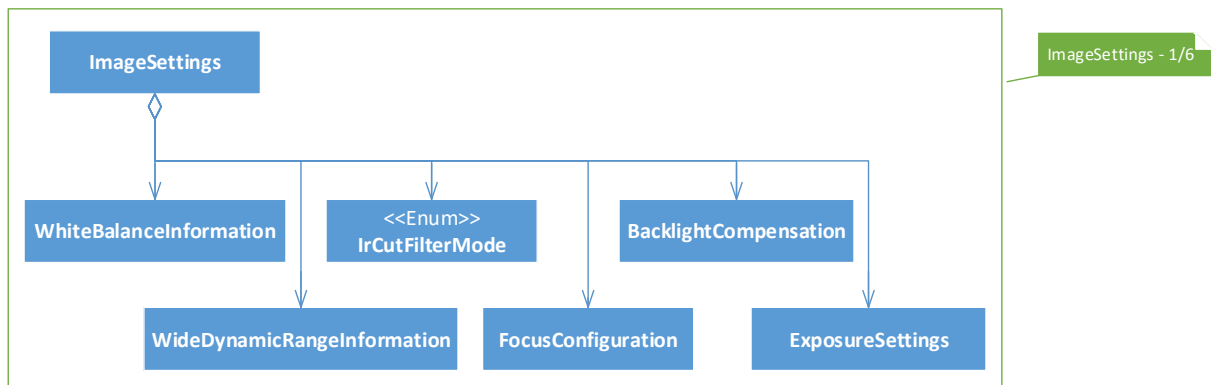 ImageSettings
ImageSettings - 1/6
WhiteBalanceInformation
<<Enum>>
IrCutFilterMode
BacklightCompensation
WideDynamicRangeInformation
FocusConfiguration
ExposureSettings